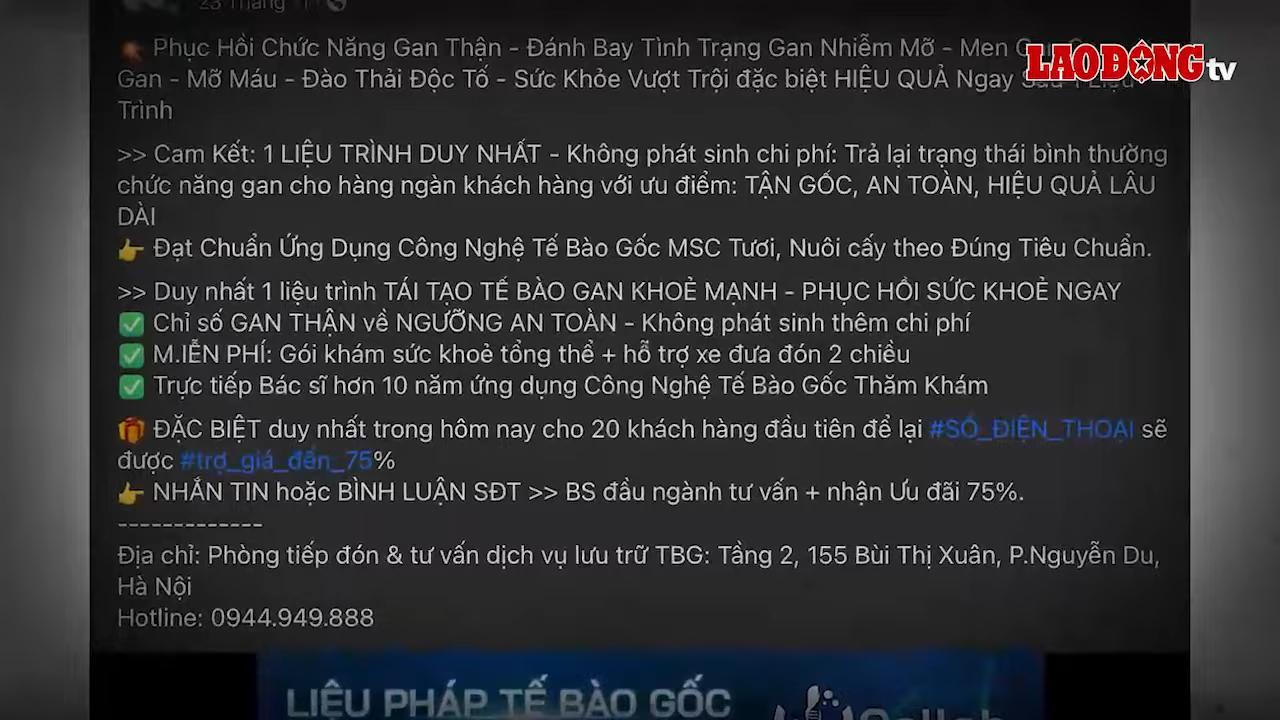 23 Tháng 11
LAO ĐỘNG tv
Phục Hồi Chức Năng Gan Thận - Đánh Bay Tình Trạng Gan Nhiễm Mỡ - Men
Gan - Mỡ Máu - Đào Thải Độc Tố - Sức Khỏe Vượt Trội đặc biệt HIỆU QUẢ Ngay Sau 1 Liệu
Trình
>> Cam Kết: 1 LIỆU TRÌNH DUY NHẤT - Không phát sinh chi phí: Trả lại trạng thái bình thường
chức năng gan cho hàng ngàn khách hàng với ưu điểm: TẬN GỐC, AN TOÀN, HIỆU QUẢ LÂU
DÀI
👉 Đạt Chuẩn Ứng Dụng Công Nghệ Tế Bào Gốc MSC Tươi, Nuôi cấy theo Đúng Tiêu Chuẩn.
>> Duy nhất 1 liệu trình TÁI TẠO TẾ BÀO GAN KHOẺ MẠNH - PHỤC HỒI SỨC KHOẺ NGAY
✅ Chỉ số GAN THẬN về NGƯỠNG AN TOÀN - Không phát sinh thêm chi phí
✅ M.IỄN PHÍ: Gói khám sức khoẻ tổng thể + hỗ trợ xe đưa đón 2 chiều
✅ Trực tiếp Bác sĩ hơn 10 năm ứng dụng Công Nghệ Tế Bào Gốc Thăm Khám
🎁 ĐẶC BIỆT duy nhất trong hôm nay cho 20 khách hàng đầu tiên để lại #SỐ_ĐIỆN_THOẠI sẽ
được #trợ_giá_đến_75%
👉 NHẮN TIN hoặc BÌNH LUẬN SĐT >> BS đầu ngành tư vấn + nhận Ưu đãi 75%.
-------------
Địa chỉ: Phòng tiếp đón & tư vấn dịch vụ lưu trữ TBG: Tầng 2, 155 Bùi Thị Xuân, P.Nguyễn Du,
Hà Nội
Hotline: 0944.949.888
LIỆU PHÁP TẾ BÀO GỐC